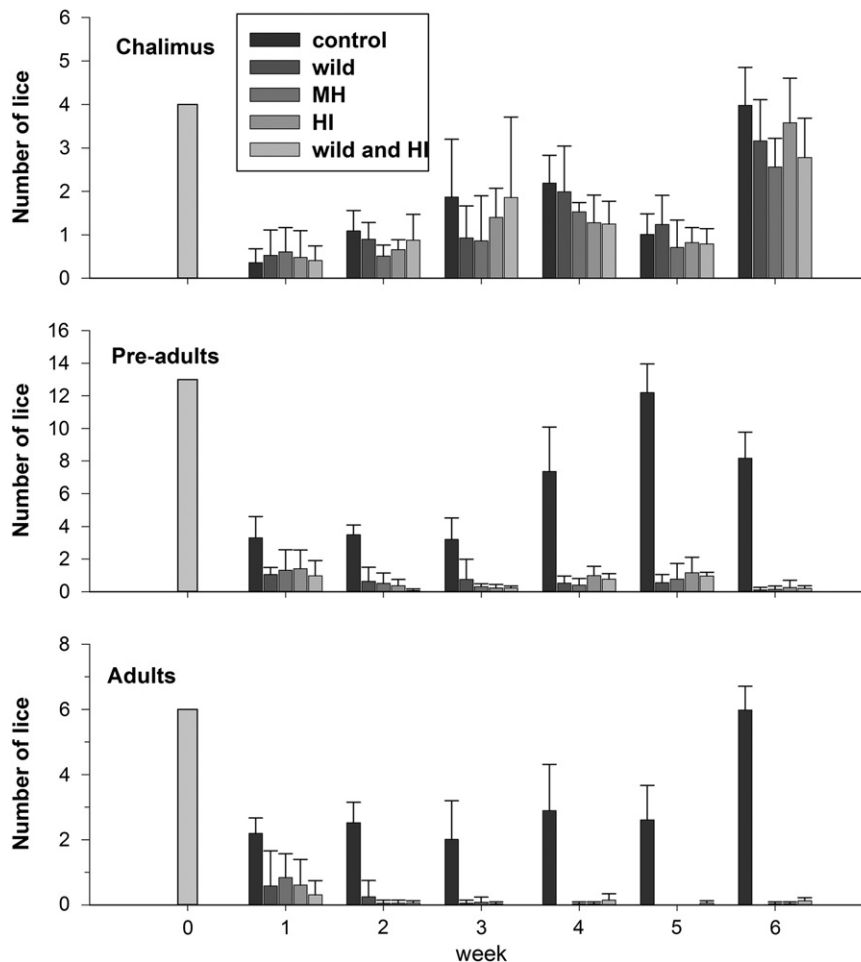 6
5
4
3
2
1
0
Number of lice
Chalimus
control
wild
MH
HI
wild and HI
16
14
12
10
8
6
4
2
0
Number of lice
Pre-adults
8
6
4
2
0
Number of lice
Adults
0 1 2 3 4 5 6
week